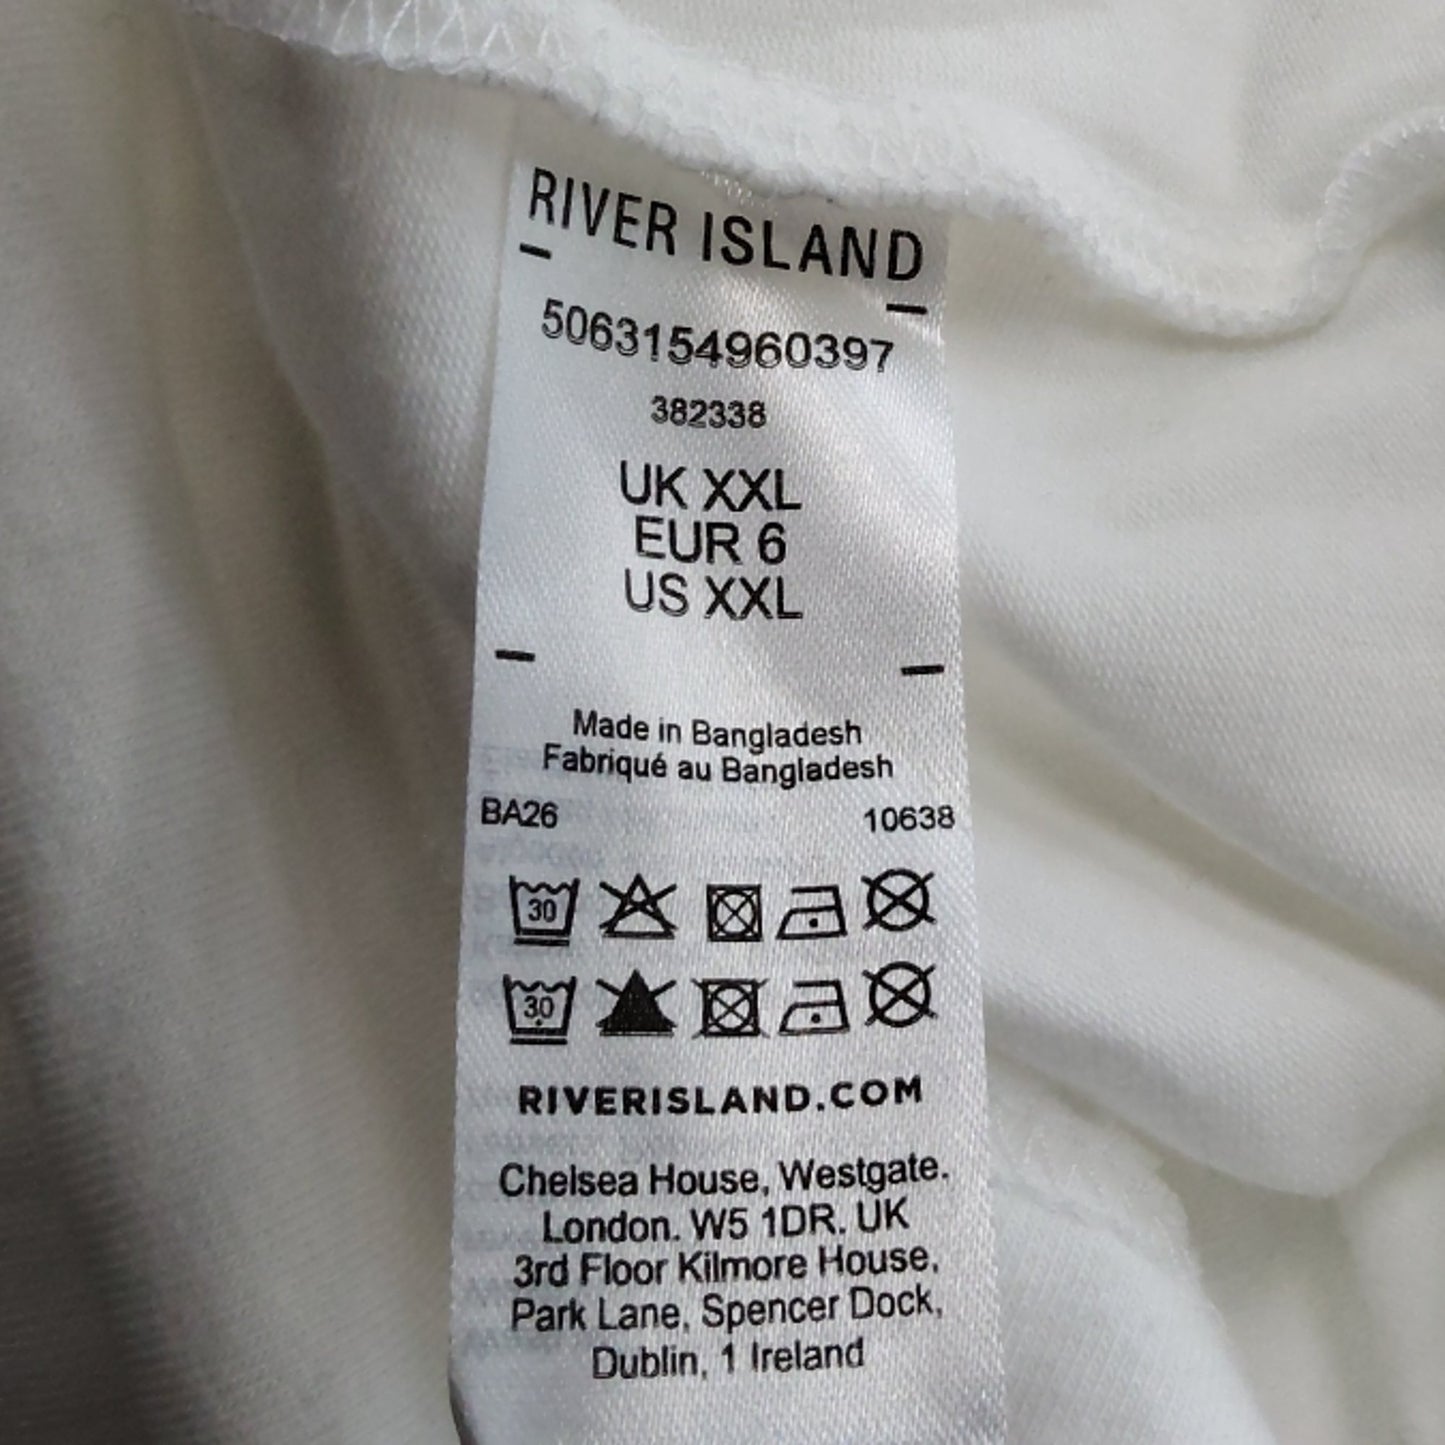 RIVER ISLAND
5063154960397
382338
UK XXL
EUR 6
US XXL
Made in Bangladesh
Fabriqué au Bangladesh
BA26 10638
30
30
RIVERISLAND.COM
Chelsea House, Westgate.
London. W5 1DR. UK
3rd Floor Kilmore House,
Park Lane, Spencer Dock,
Dublin, 1 Ireland